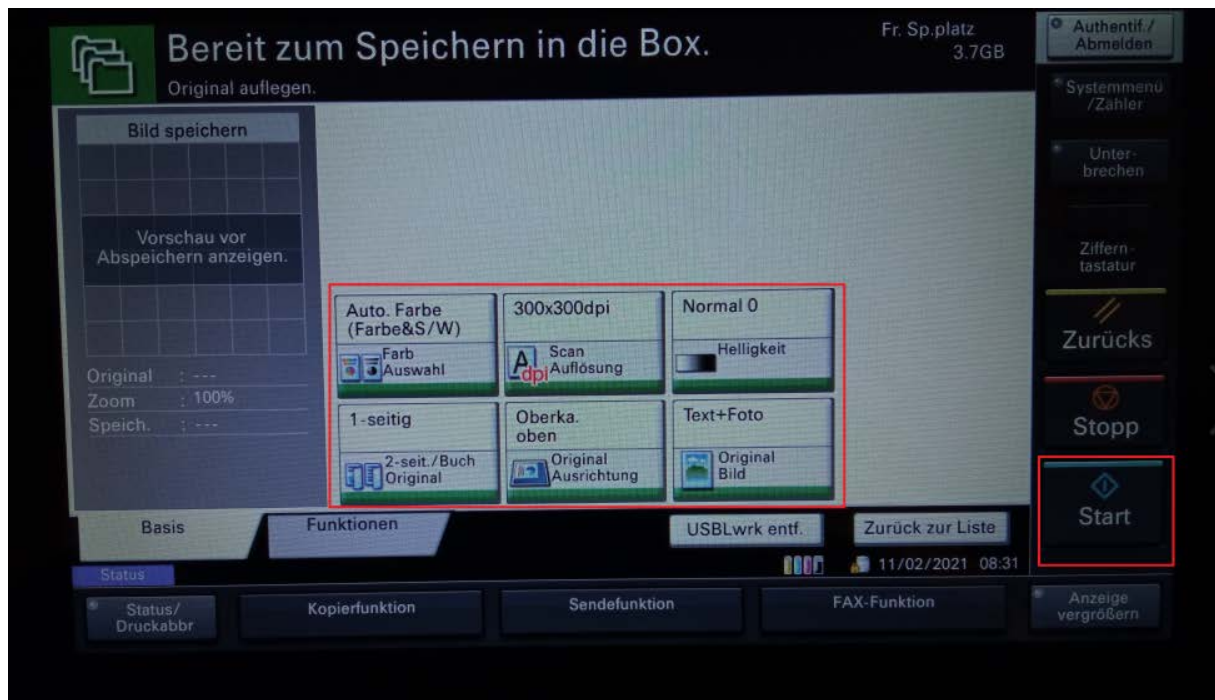 Bereit zum Speichern in die Box.
Original auflegen.
Fr. Sp.platz
3.7GB
Authentif./
Abmelden
Systemmenü
/Zähler
Unter-
brechen
Ziffern-
tastatur
Zurücks
Stopp
Start
Bild speichern
Vorschau vor
Abspeichern anzeigen.
Original : ---
Zoom : 100%
Speich. : ---
Auto. Farbe
(Farbe&S/W)
Farb
Auswahl
300x300dpi
A
dpi
Scan
Auflösung
Normal 0
Helligkeit
1-seitig
2-seit./Buch
Original
Oberka.
oben
Original
Ausrichtung
Text+Foto
Original
Bild
Basis
Funktionen
USBLwrk entf.
Zurück zur Liste
Status
11/02/2021 08:31
Status/
Druckabbr
Kopierfunktion
Sendefunktion
FAX-Funktion
Anzeige
vergrößern